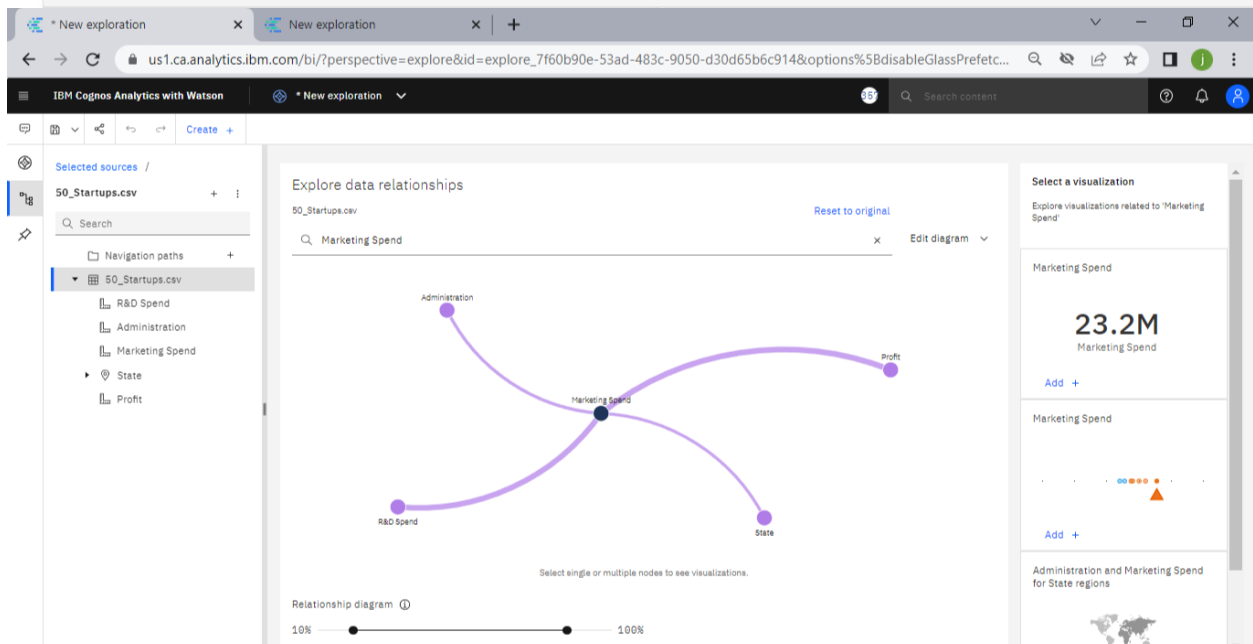 * New exploration
New exploration
us1.ca.analytics.ibm.com/bi/?perspective=explore&id=explore_7f60b90e-53ad-483c-9050-d30d65b6c914&options%5BdisableGlassPrefetc...
j
IBM Cognos Analytics with Watson
* New exploration
Search content
Create +
Selected sources /
50_Startups.csv
Search
Navigation paths
50_Startups.csv
R&D Spend
Administration
Marketing Spend
State
Profit
Explore data relationships
50_Startups.csv
Reset to original
Marketing Spend
Edit diagram
Administration
Profit
Marketing Spend
R&D Spend
State
Select single or multiple nodes to see visualizations.
Relationship diagram
10%
100%
Select a visualization
Explore visualizations related to 'Marketing
Spend'
Marketing Spend
23.2M
Marketing Spend
Add +
Marketing Spend
Add +
Administration and Marketing Spend
for State regions